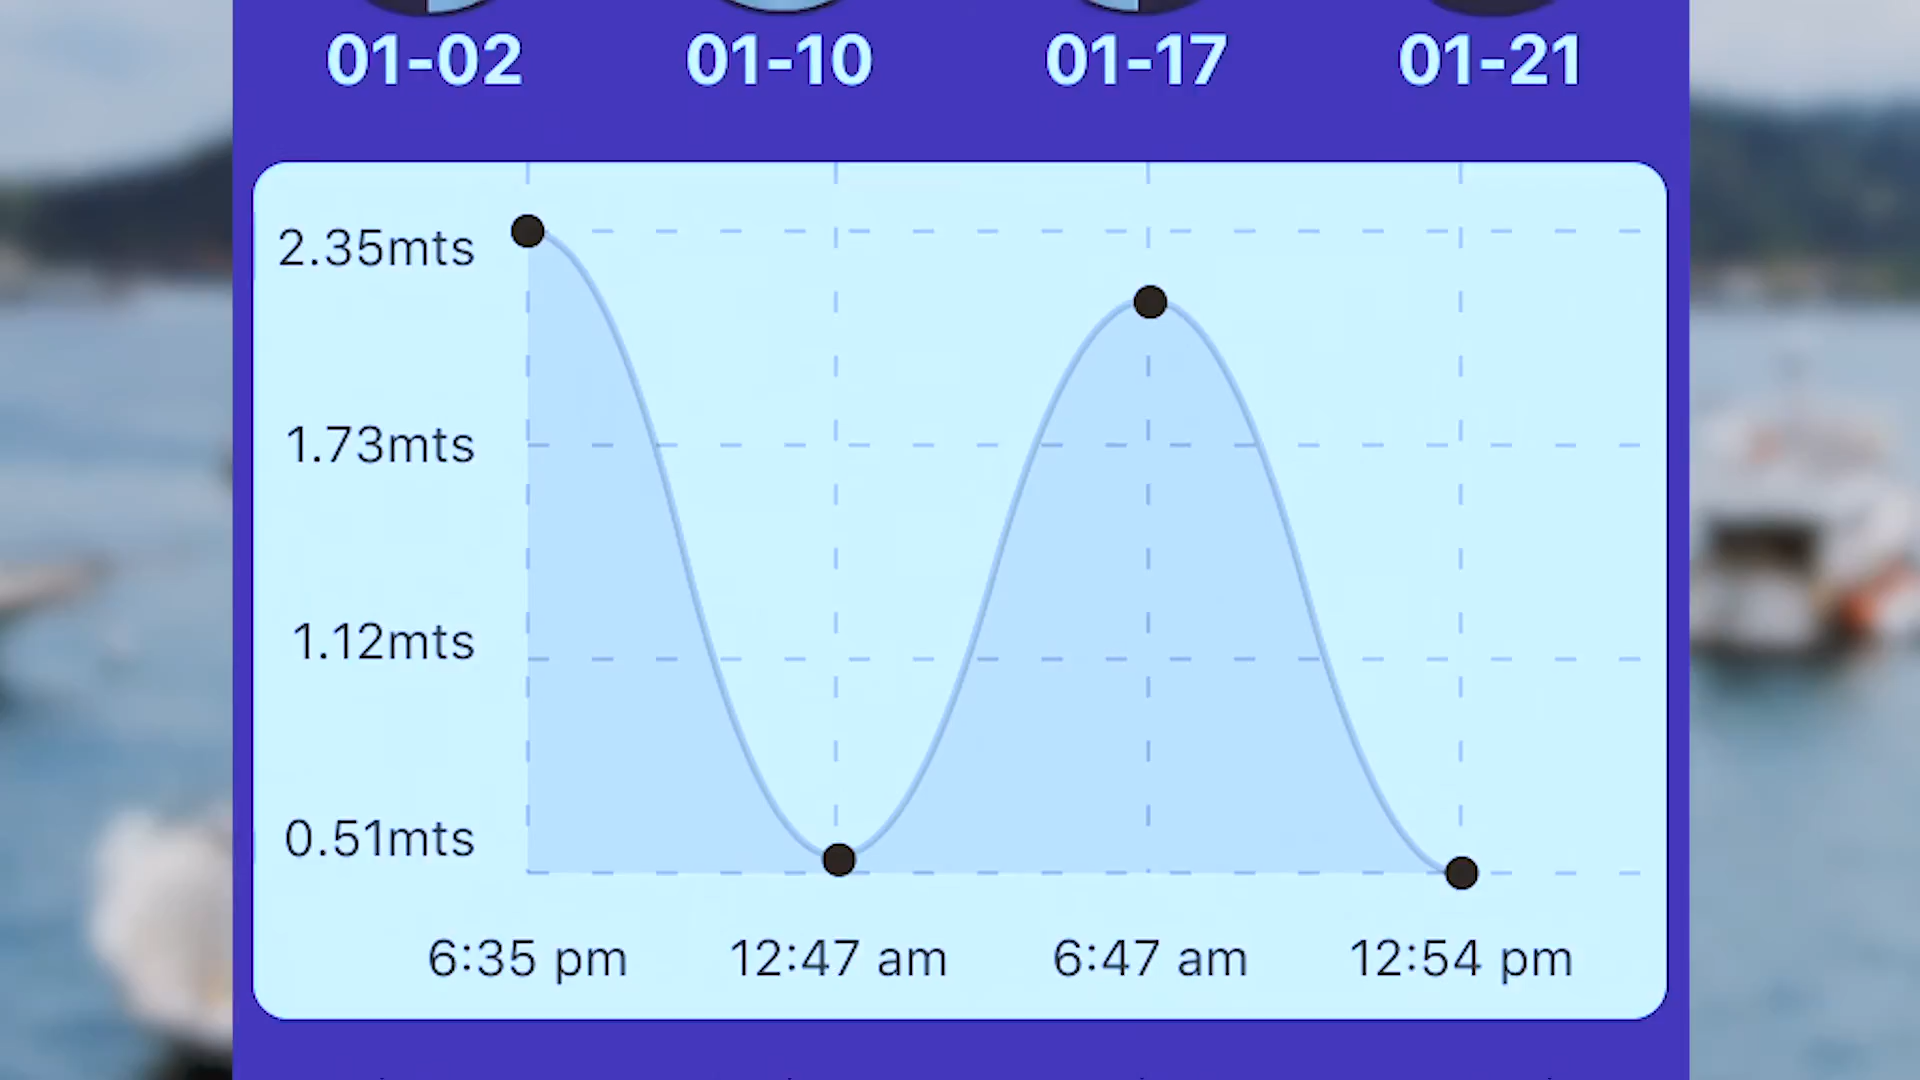 01-02 01-10 01-17 01-21
2.35mts
1.73mts
1.12mts
0.51mts
6:35 pm 12:47 am 6:47 am 12:54 pm